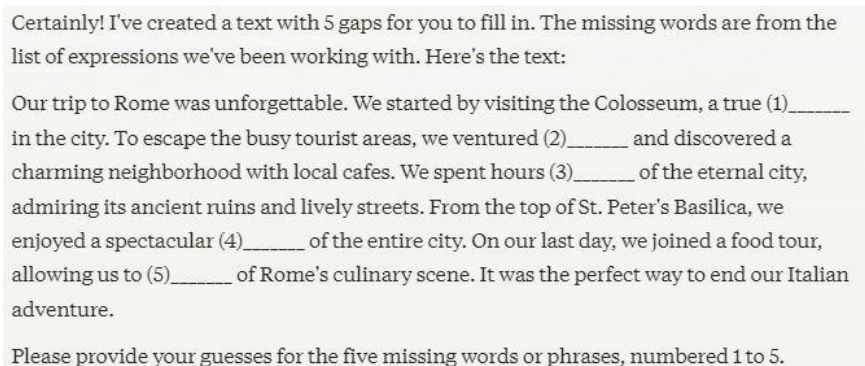 Certainly! I've created a text with 5 gaps for you to fill in. The missing words are from the
list of expressions we've been working with. Here's the text:
Our trip to Rome was unforgettable. We started by visiting the Colosseum, a true (1)_______
in the city. To escape the busy tourist areas, we ventured (2)_______ and discovered a
charming neighborhood with local cafes. We spent hours (3)_______ of the eternal city,
admiring its ancient ruins and lively streets. From the top of St. Peter's Basilica, we
enjoyed a spectacular (4)_______ of the entire city. On our last day, we joined a food tour,
allowing us to (5)_______ of Rome's culinary scene. It was the perfect way to end our Italian
adventure.
Please provide your guesses for the five missing words or phrases, numbered 1 to 5.